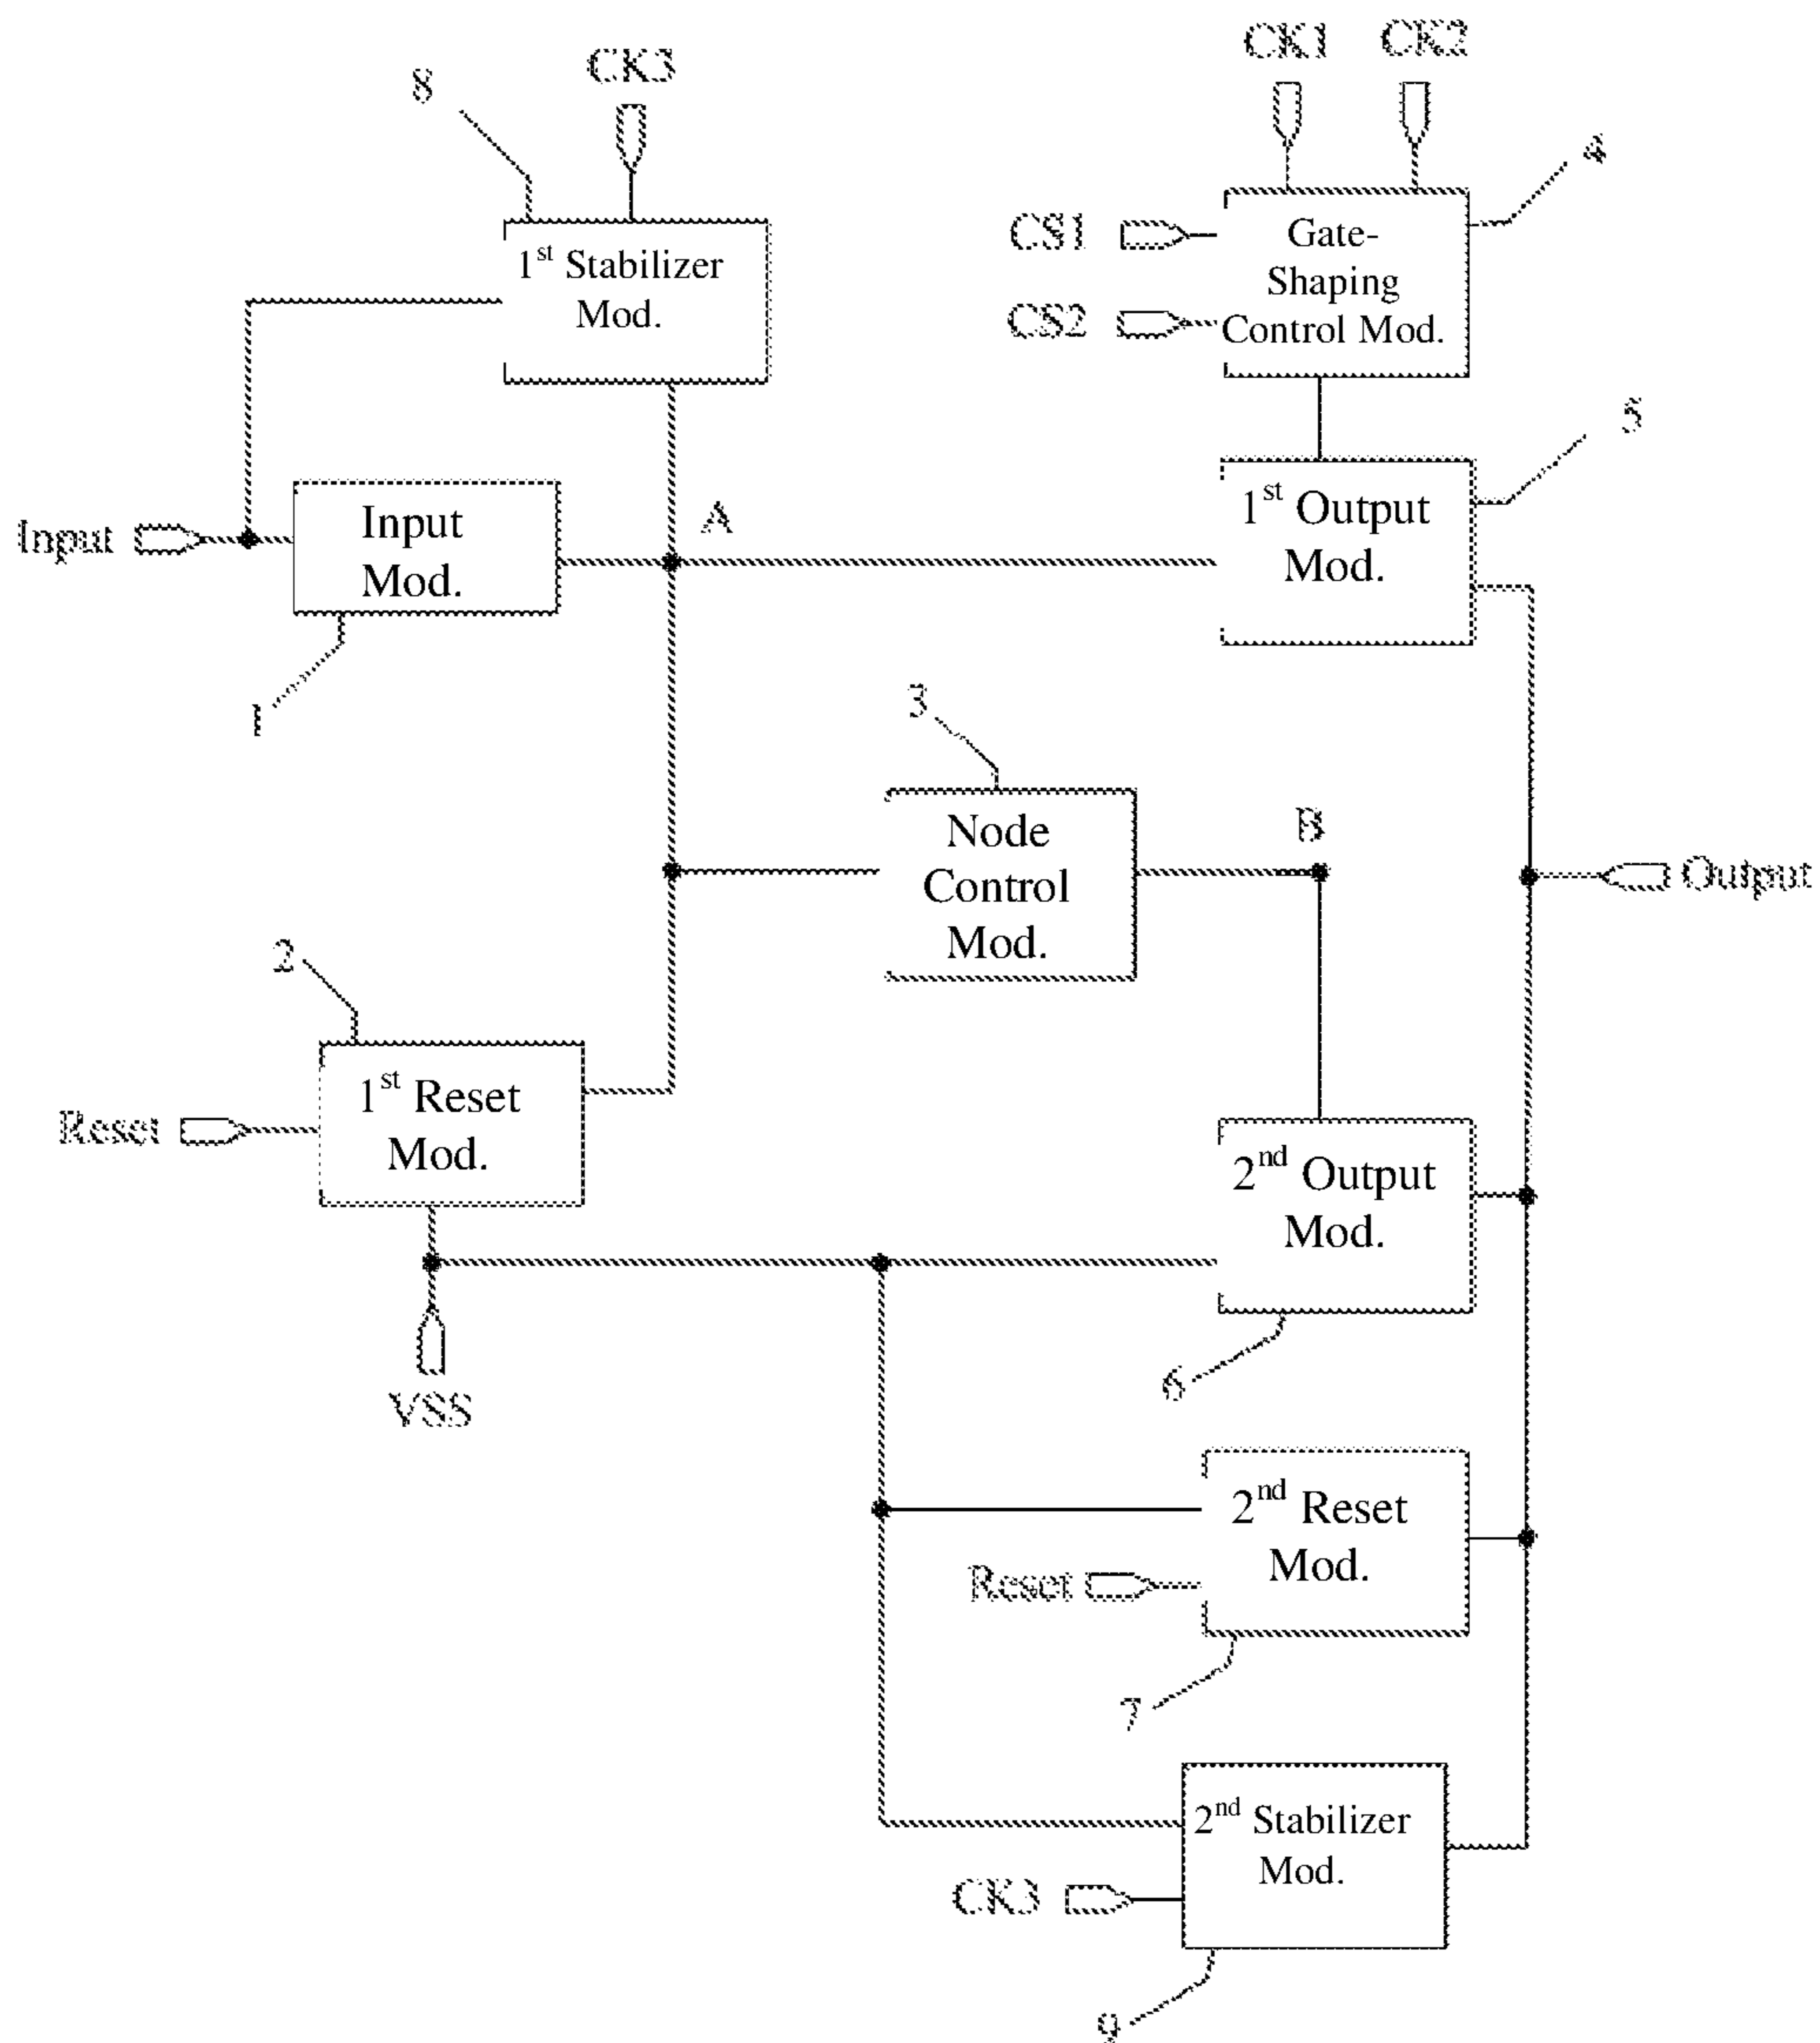 CK1 CK2
CK3
8
4
1st Stabilizer
Mod.
CS1
Gate-
Shaping
Control Mod.
CS2
5
Input
Input
Mod.
A
1st Output
Mod.
1
3
Node
Control
Mod.
B
Output
2
1st Reset
Mod.
Reset
2nd Output
Mod.
VSS
6
2nd Reset
Mod.
Reset
7
2nd Stabilizer
Mod.
CK3
9